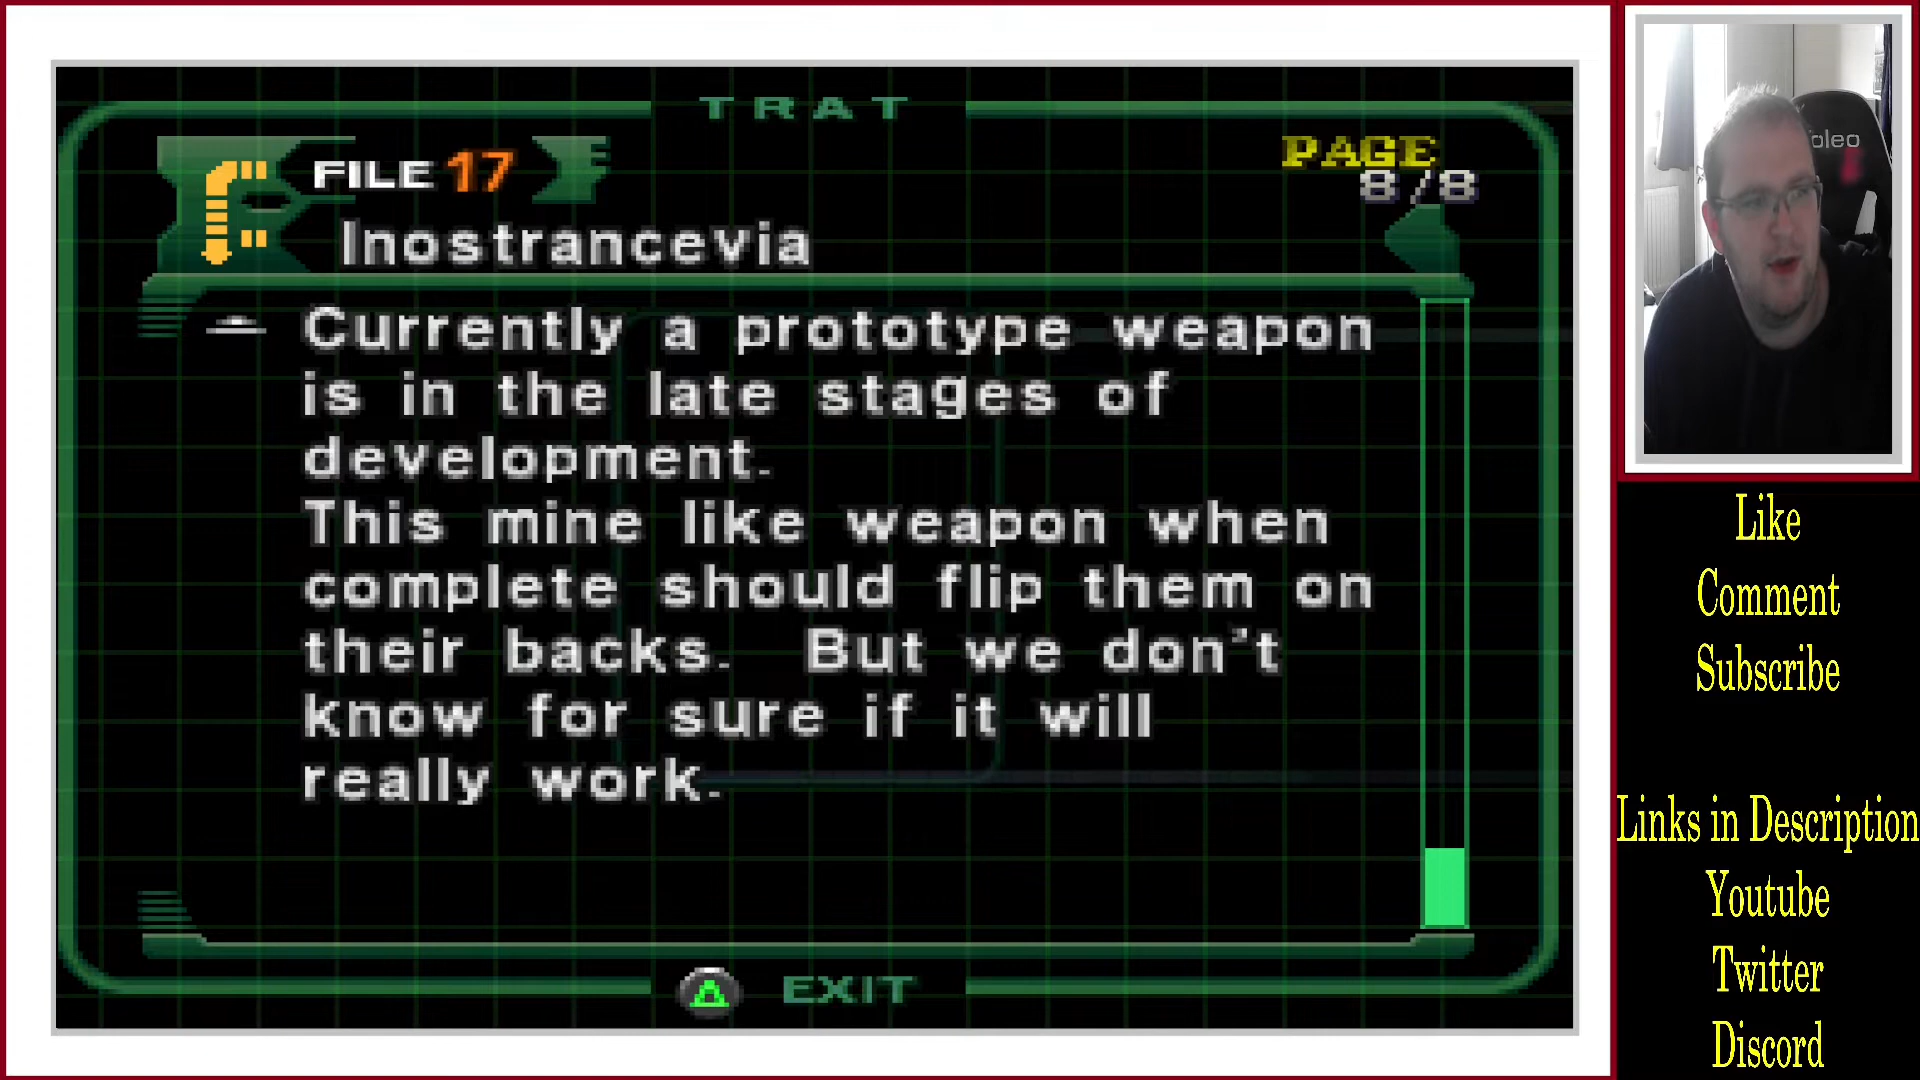 TRAT
FILE 17
PAGE
8/8
Inostrancevia
Currently a prototype weapon
is in the late stages of
development.
This mine like weapon when
complete should flip them on
their backs. But we don't
know for sure if it will
really work.
EXIT
oleo
Like
Comment
Subscribe
Links in Description
Youtube
Twitter
Discord